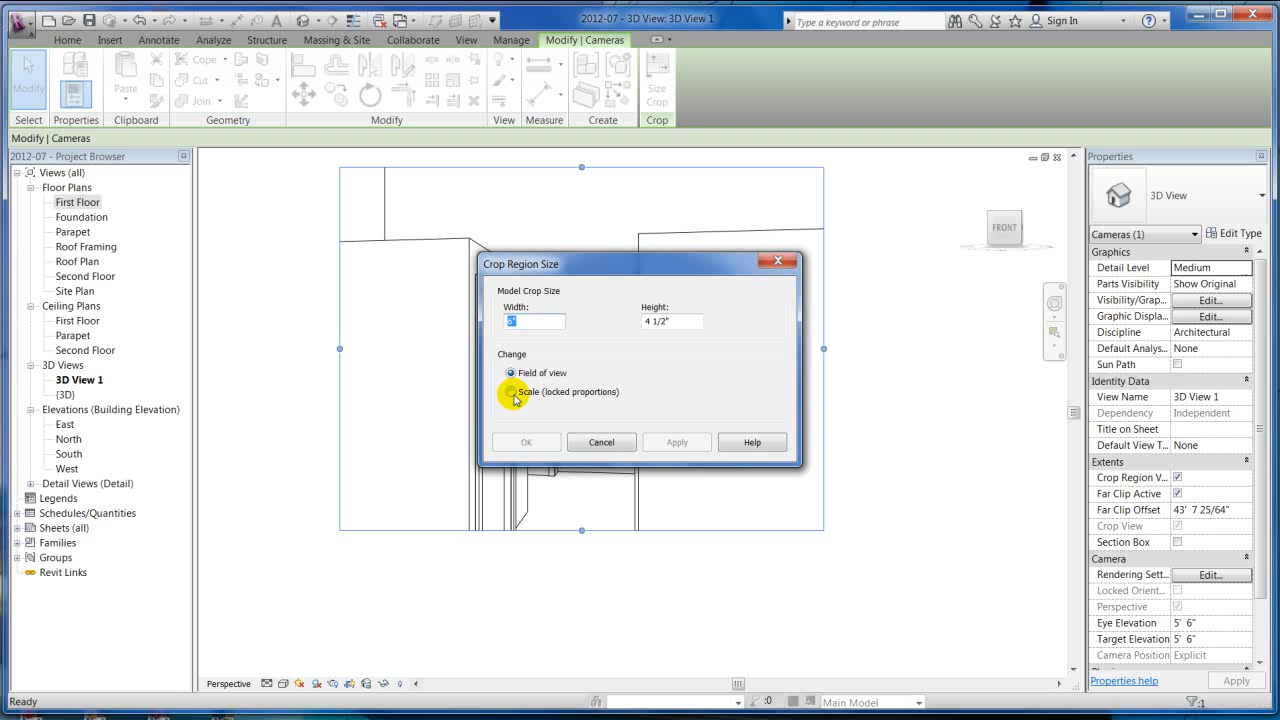 2012-07 - 3D View: 3D View 1
Type a keyword or phrase
Sign In
Home Insert Annotate Analyze Structure Massing & Site Collaborate View Manage Modify | Cameras
Modify
Paste
Cope
Cut
Join
Size
Crop
Select Properties Clipboard Geometry Modify View Measure Create Crop
Modify | Cameras
2012-07 - Project Browser
Views (all)
Floor Plans
First Floor
Foundation
Parapet
Roof Framing
Roof Plan
Second Floor
Site Plan
Ceiling Plans
First Floor
Parapet
Second Floor
3D Views
3D View 1
{3D}
Elevations (Building Elevation)
East
North
South
West
Detail Views (Detail)
Legends
Schedules/Quantities
Sheets (all)
Families
Groups
Revit Links
FRONT
Crop Region Size
Model Crop Size
Width: Height:
6" 4 1/2"
Change
Field of view
Scale (locked proportions)
OK Cancel Apply Help
Perspective
Properties
3D View
Cameras (1) Edit Type
Graphics
Detail Level Medium
Parts Visibility Show Original
Visibility/Grap... Edit...
Graphic Displa... Edit...
Discipline Architectural
Default Analys... None
Sun Path
Identity Data
View Name 3D View 1
Dependency Independent
Title on Sheet
Default View T... None
Extents
Crop Region V...
Far Clip Active
Far Clip Offset 43' 7 25/64"
Crop View
Section Box
Camera
Rendering Sett... Edit...
Locked Orient...
Perspective
Eye Elevation 5' 6"
Target Elevation 5' 6"
Camera Position Explicit
Properties help Apply
Ready :0 Main Model :1